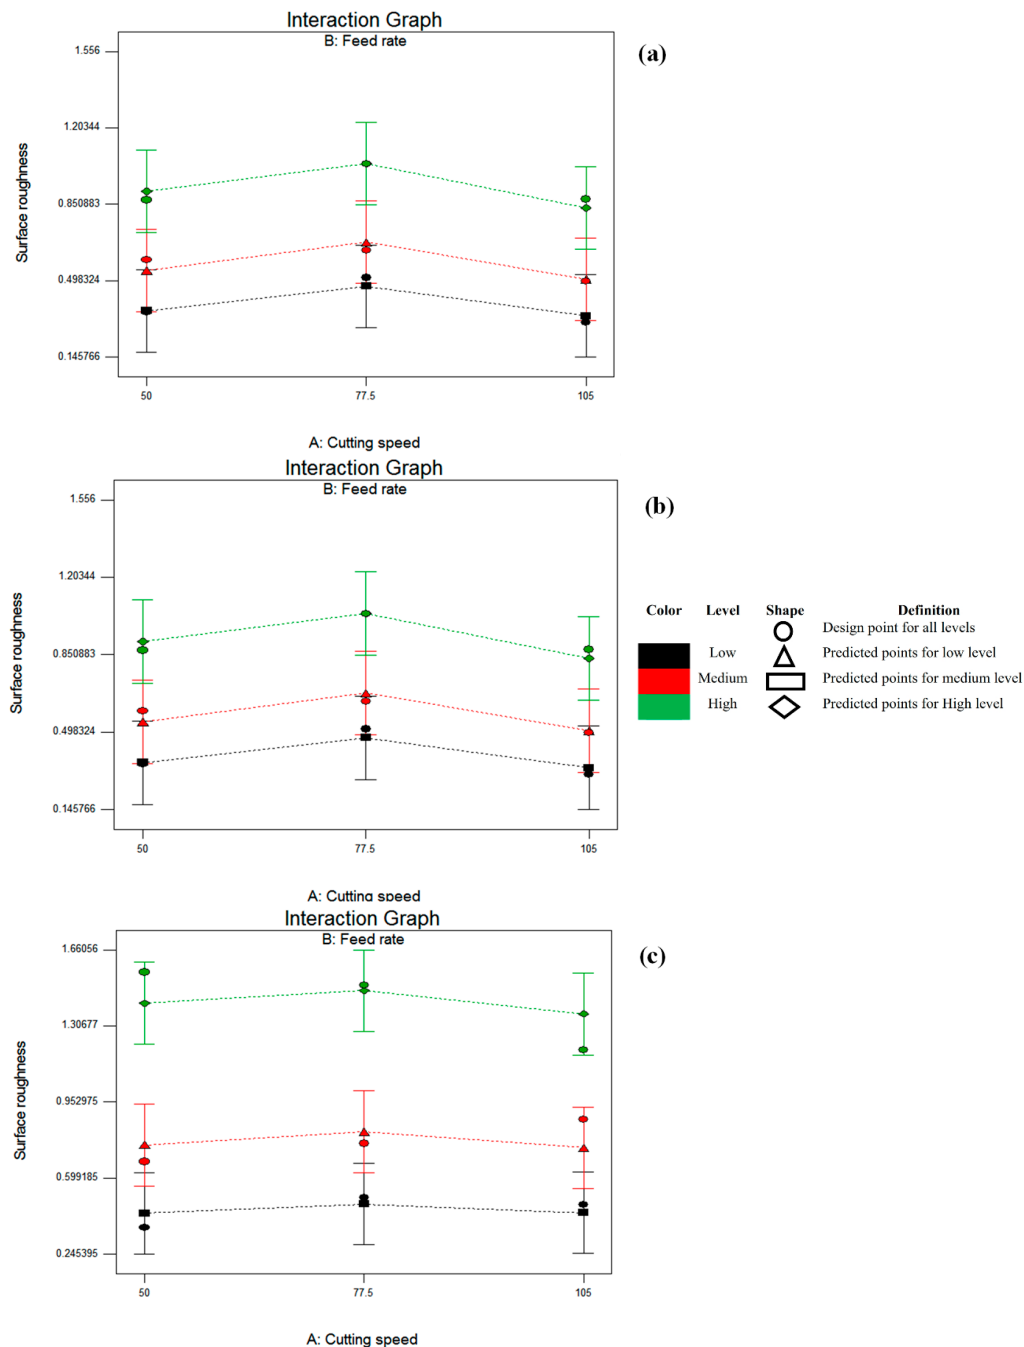 Interaction Graph
B: Feed rate
(a)
Surface roughness
1.556
1.20344
0.850883
0.498324
0.145766
50 77.5 105
A: Cutting speed
Interaction Graph
B: Feed rate
(b)
Surface roughness
1.556
1.20344
0.850883
0.498324
0.145766
50 77.5 105
A: Cutting speed
Color Level Shape Definition
Design point for all levels
Low Predicted points for low level
Medium Predicted points for medium level
High Predicted points for High level
Interaction Graph
B: Feed rate
(c)
Surface roughness
1.66056
1.30677
0.952975
0.599185
0.245395
50 77.5 105
A: Cutting speed